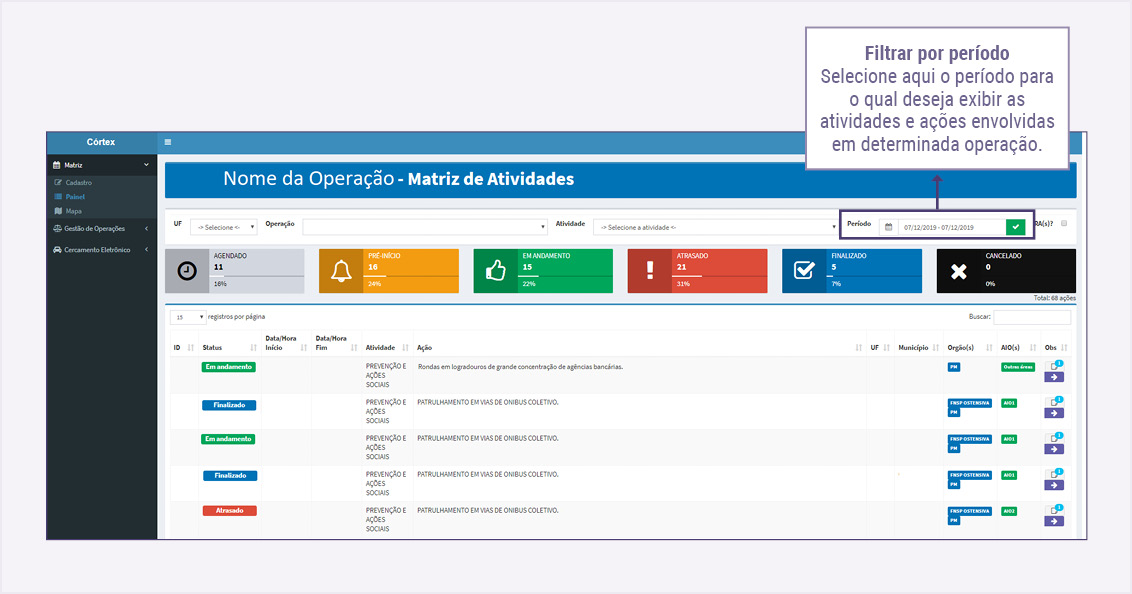 Filtrar por período
Selecione aqui o período para
o qual deseja exibir as
atividades e ações envolvidas
em determinada operação.
Córtex
Matriz
Cadastro
Painel
Mapa
Gestão de Operações
Cercamento Eletrônico
Nome da Operação - Matriz de Atividades
UF -> Selecione <- Operação Atividade -> Selecione a atividade <- Período 07/12/2019 - 07/12/2019 RA(s)?
AGENDADO
11
16%
PRÉ-INÍCIO
16
24%
EM ANDAMENTO
15
22%
ATRASADO
21
31%
FINALIZADO
5
7%
CANCELADO
0
0%
Total: 68 ações
15 registros por página Buscar:
ID Status Data/Hora Início Data/Hora Fim Atividade Ação UF Município Orgão(s) AIO(s) Obs
Em andamento PREVENÇÃO E Rondas em logradouros de grande concentração de agências bancárias. PM Outras áreas 1
AÇÕES
SOCIAIS
Finalizado PREVENÇÃO E PATRULHAMENTO EM VIAS DE ONIBUS COLETIVO. FNSP OSTENSIVA AIO1 1
AÇÕES PM
SOCIAIS
Em andamento PREVENÇÃO E PATRULHAMENTO EM VIAS DE ONIBUS COLETIVO. FNSP OSTENSIVA AIO1 1
AÇÕES PM
SOCIAIS
Finalizado PREVENÇÃO E PATRULHAMENTO EM VIAS DE ONIBUS COLETIVO. FNSP OSTENSIVA AIO1 1
AÇÕES PM
SOCIAIS
Atrasado PREVENÇÃO E PATRULHAMENTO EM VIAS DE ONIBUS COLETIVO. FNSP OSTENSIVA AIO2 1
AÇÕES PM
SOCIAIS